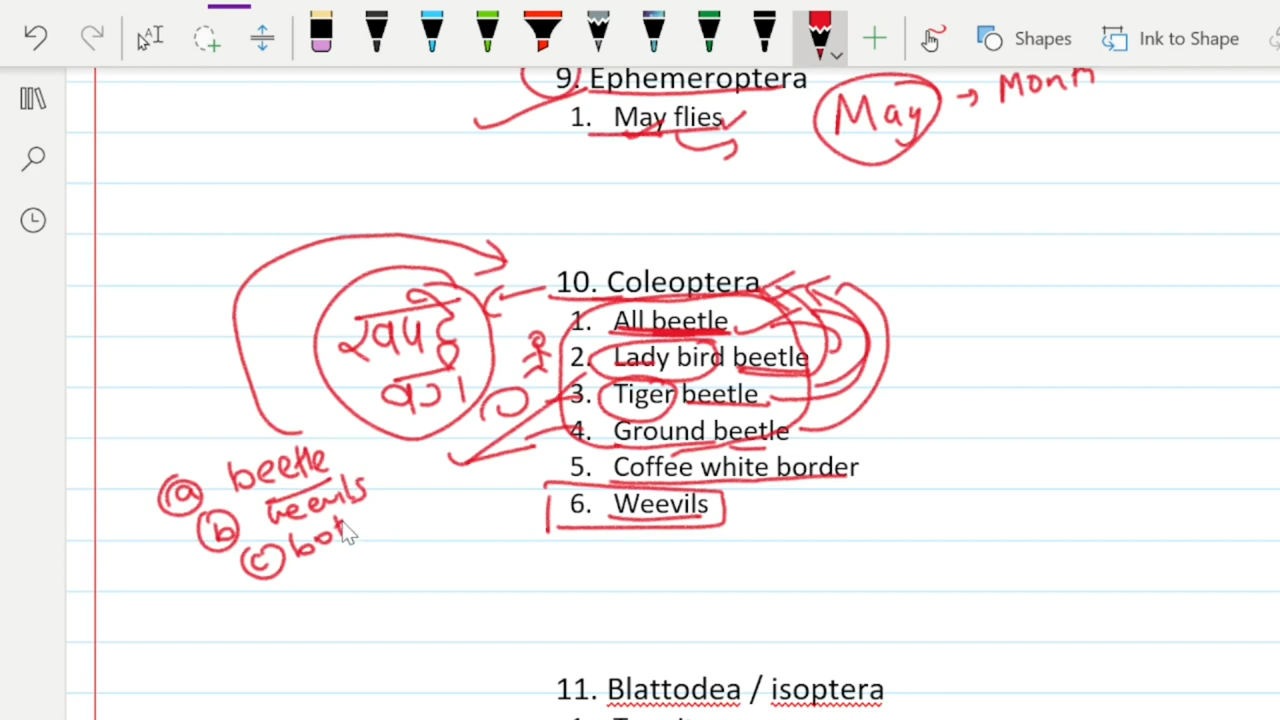 Shapes
Ink to Shape
9. Ephemeroptera
1. May flies
May → Month
10. Coleoptera
1. All beetle
2. Lady bird beetle
3. Tiger beetle
4. Ground beetle
5. Coffee white border
6. Weevils
a beetle
b weevils
c bot
11. Blattodea / isoptera